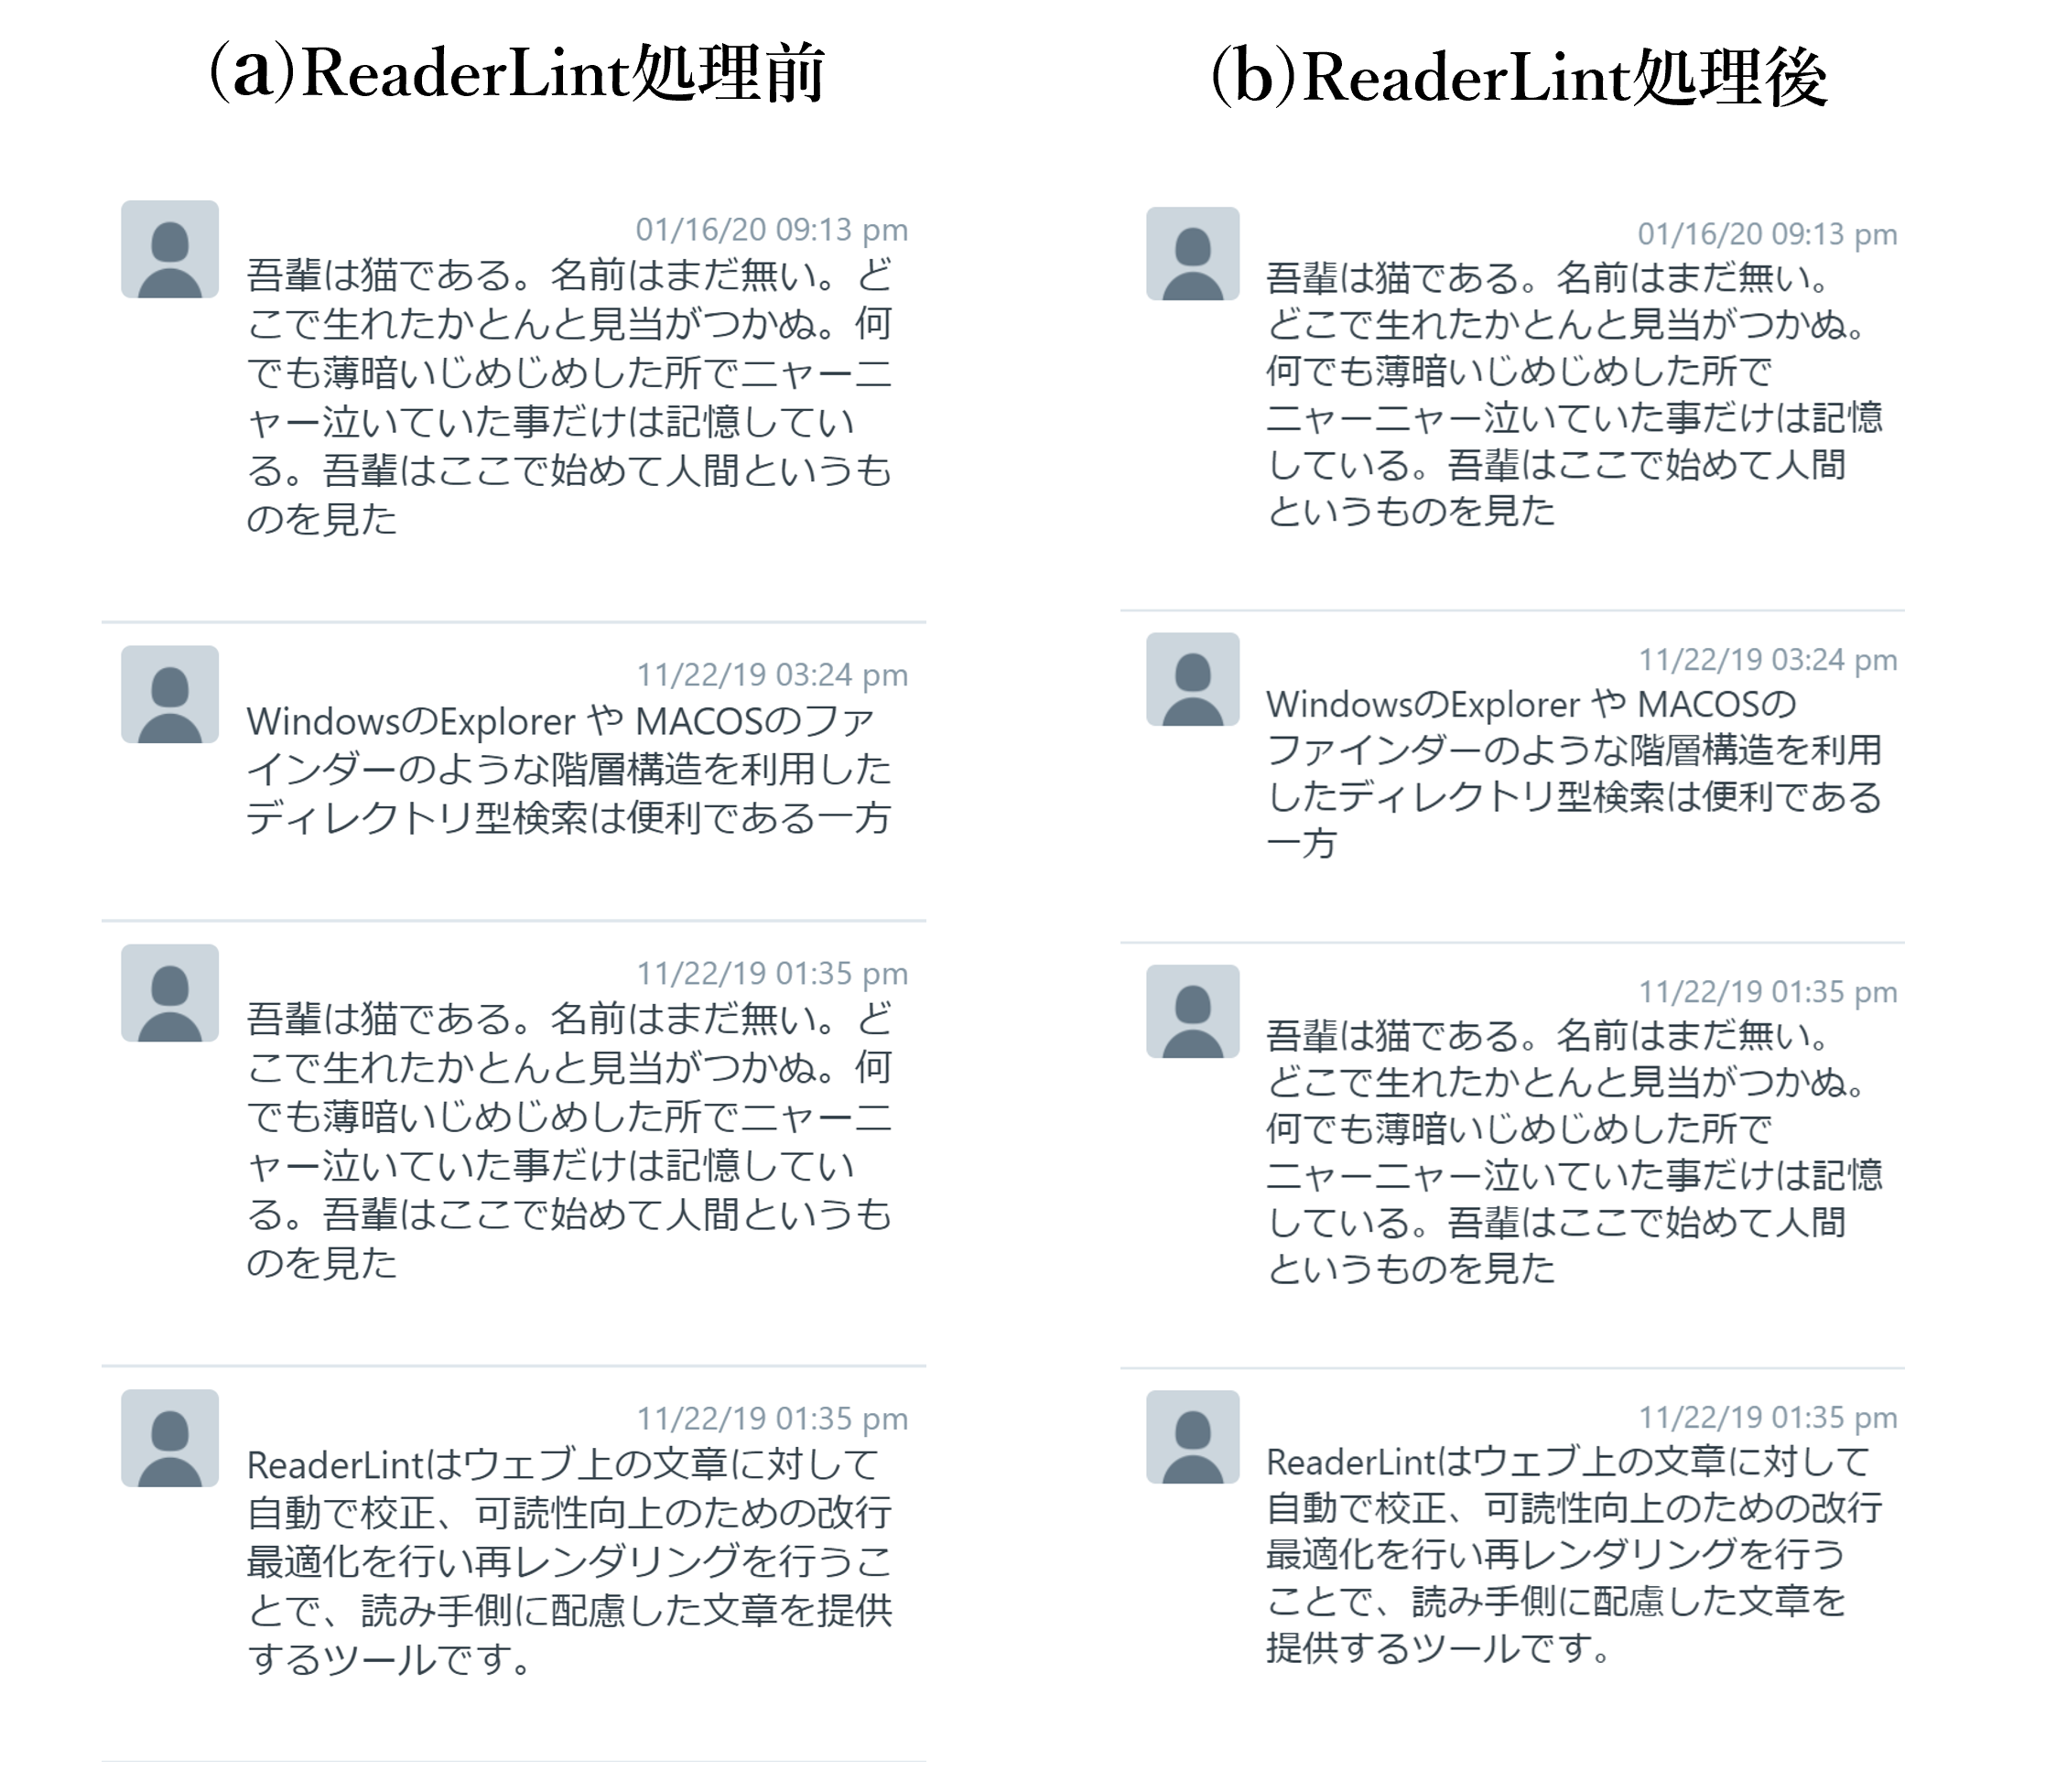 (a)ReaderLint処理前
01/16/20 09:13 pm
吾輩は猫である。名前はまだ無い。ど
こで生れたかとんと見当がつかぬ。何
でも薄暗いじめじめした所でニャーニ
ャー泣いていた事だけは記憶してい
る。吾輩はここで始めて人間というも
のを見た
11/22/19 03:24 pm
WindowsのExplorer や MACOSのファ
インダーのような階層構造を利用した
ディレクトリ型検索は便利である一方
11/22/19 01:35 pm
吾輩は猫である。名前はまだ無い。ど
こで生れたかとんと見当がつかぬ。何
でも薄暗いじめじめした所でニャーニ
ャー泣いていた事だけは記憶してい
る。吾輩はここで始めて人間というも
のを見た
11/22/19 01:35 pm
ReaderLintはウェブ上の文章に対して
自動で校正、可読性向上のための改行
最適化を行い再レンダリングを行うこ
とで、読み手側に配慮した文章を提供
するツールです。
(b)ReaderLint処理後
01/16/20 09:13 pm
吾輩は猫である。名前はまだ無い。
どこで生れたかとんと見当がつかぬ。
何でも薄暗いじめじめした所で
ニャーニャー泣いていた事だけは記憶
している。吾輩はここで始めて人間
というものを見た
11/22/19 03:24 pm
WindowsのExplorer や MACOSの
ファインダーのような階層構造を利用
したディレクトリ型検索は便利である
一方
11/22/19 01:35 pm
吾輩は猫である。名前はまだ無い。
どこで生れたかとんと見当がつかぬ。
何でも薄暗いじめじめした所で
ニャーニャー泣いていた事だけは記憶
している。吾輩はここで始めて人間
というものを見た
11/22/19 01:35 pm
ReaderLintはウェブ上の文章に対して
自動で校正、可読性向上のための改行
最適化を行い再レンダリングを行う
ことで、読み手側に配慮した文章を
提供するツールです。